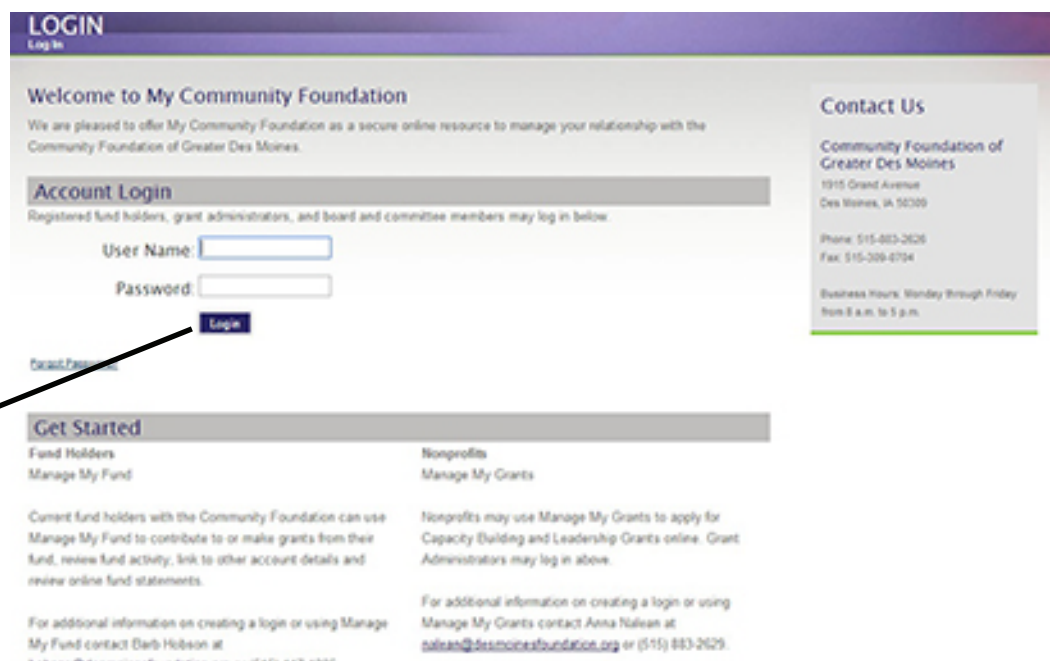 LOGIN
Log In
Welcome to My Community Foundation
We are pleased to offer My Community Foundation as a secure online resource to manage your relationship with the
Community Foundation of Greater Des Moines.
Account Login
Registered fund holders, grant administrators, and board and committee members may log in below.
User Name:
Password:
Login
Forgot Password?
Get Started
Fund Holders
Manage My Fund
Current fund holders with the Community Foundation can use
Manage My Fund to contribute to or make grants from their
fund, review fund activity, link to other account details and
review online fund statements.
For additional information on creating a login or using Manage
My Fund contact Barb Hobson at
Nonprofits
Manage My Grants
Nonprofits may use Manage My Grants to apply for
Capacity Building and Leadership Grants online. Grant
Administrators may log in above.
For additional information on creating a login or using
Manage My Grants contact Anna Nalean at
nalean@desmoinesfoundation.org or (515) 883-2629.
Contact Us
Community Foundation of
Greater Des Moines
1915 Grand Avenue
Des Moines, IA 50309
Phone: 515-883-2626
Fax: 515-309-0704
Business Hours: Monday through Friday
from 8 a.m. to 5 p.m.